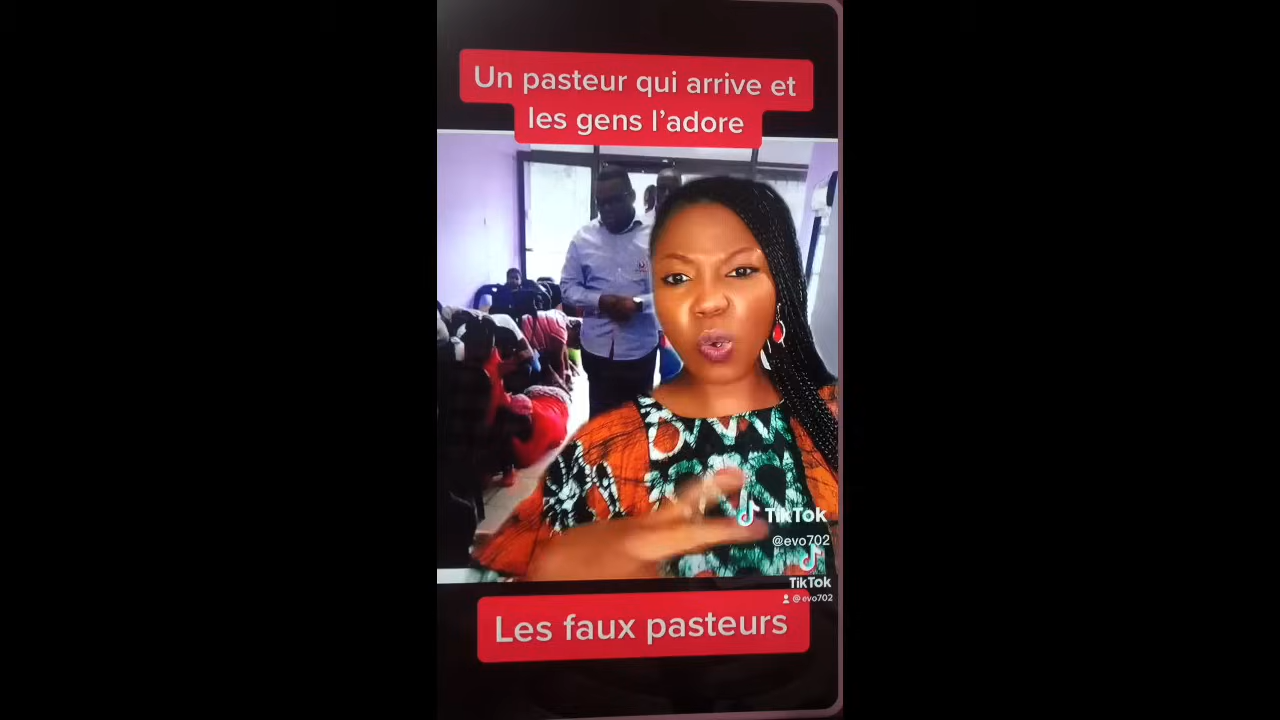 Un pasteur qui arrive et
les gens l’adore
TikTok
@evo702
TikTok
@evo702
Les faux pasteurs